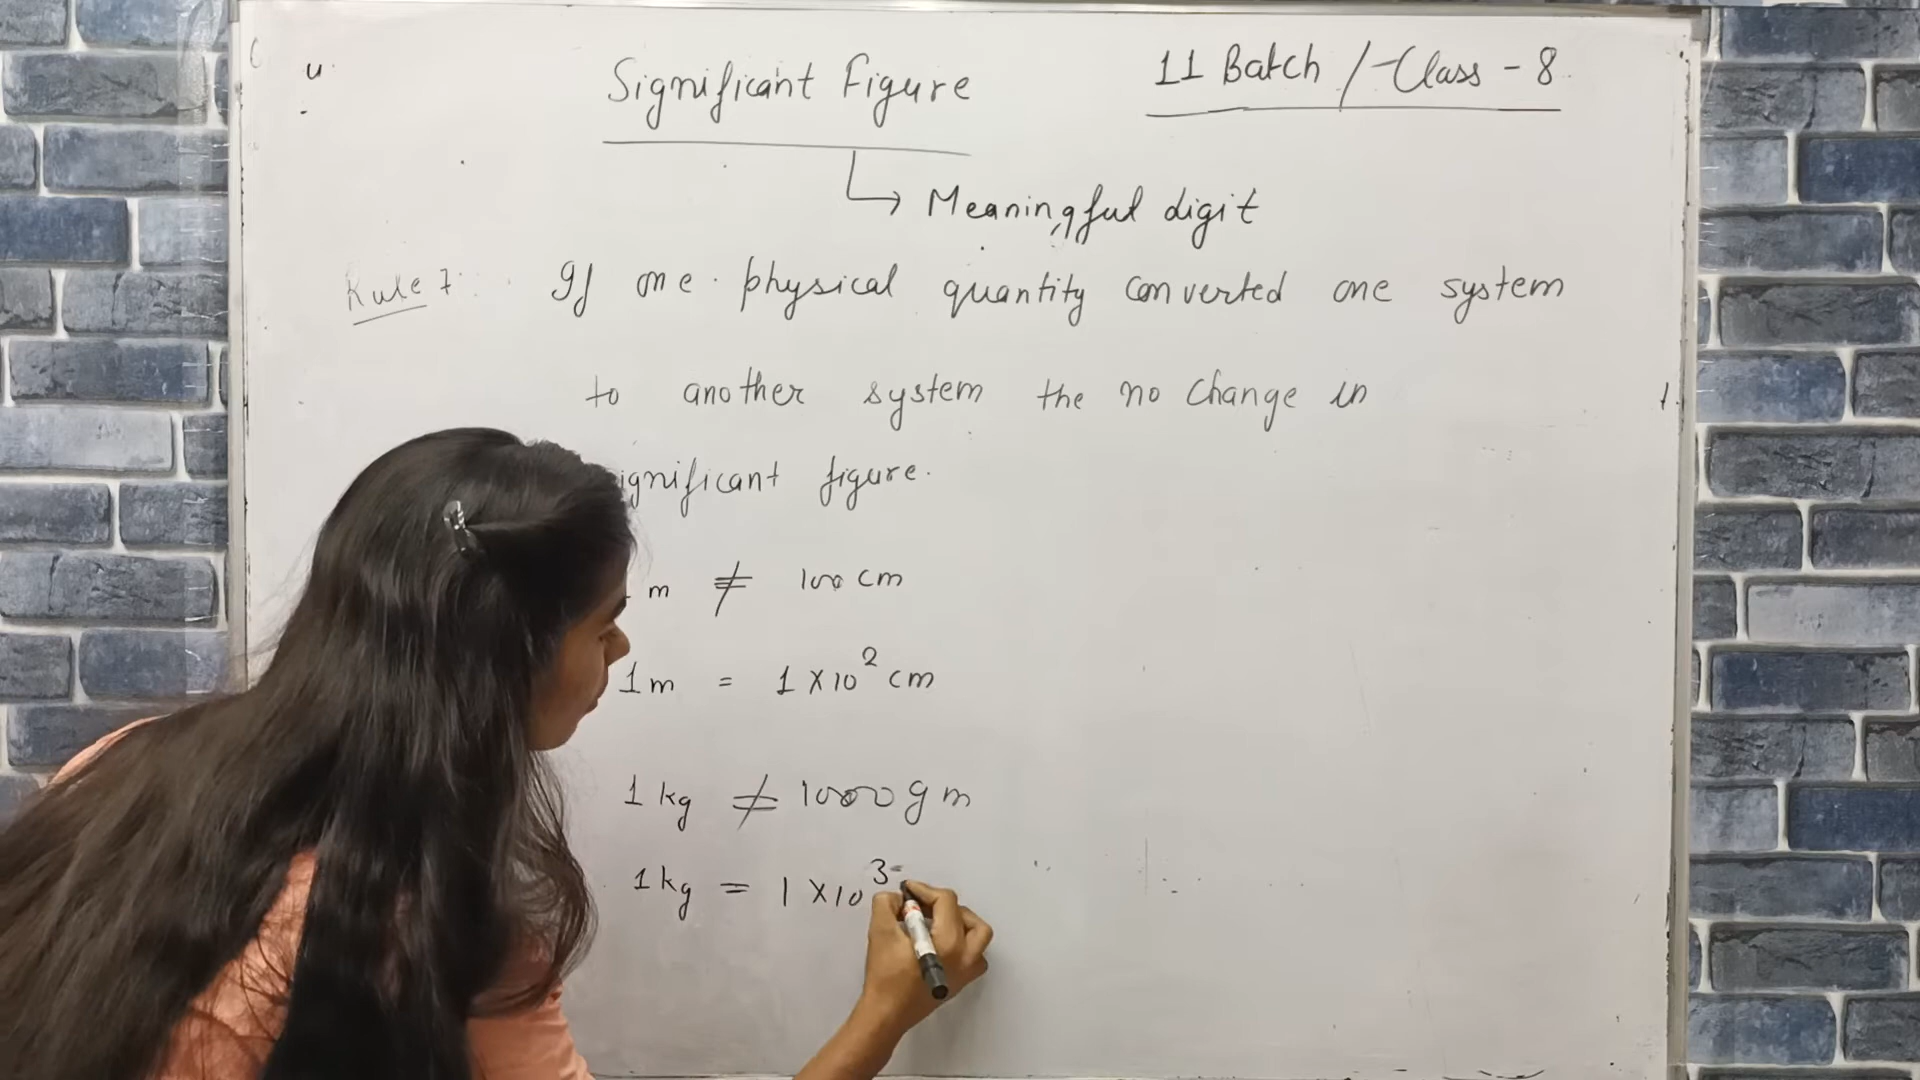 Significant Figure
11 Batch / Class - 8
↳ Meaningful digit
Rule 7: If one physical quantity converted one system
to another system the no change in
ignificant figure.
m ≠ 100 cm
1 m = 1 × 10² cm
1 kg ≠ 1000 gm
1 kg = 1 × 10³